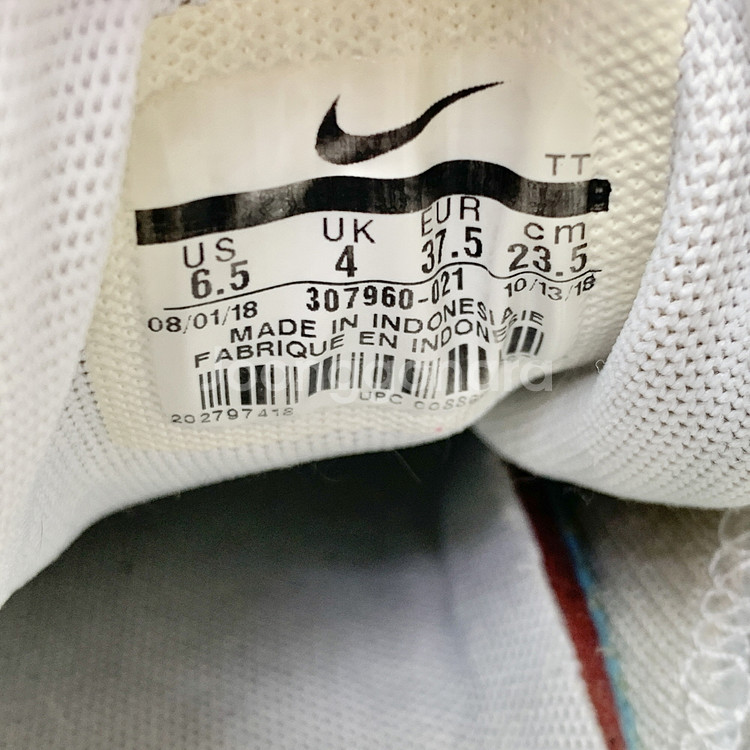 TT
US UK EUR cm
6.5 4 37.5 23.5
08/01/18 307960-021 10/13/18
MADE IN INDONESIA
FABRIQUE EN INDONESIE
202797418 UPC